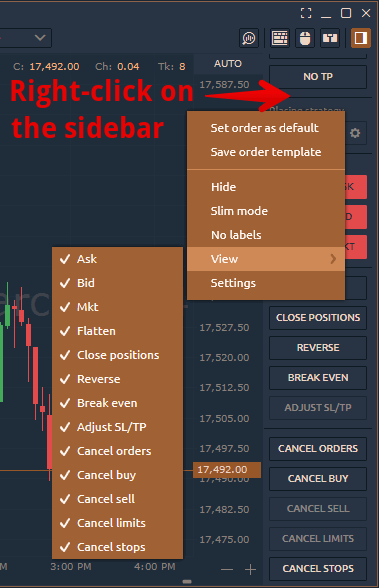 C: 17,492.00 Ch: 0.04 Tk: 8
AUTO
NO TP
17,587.50
Right-click on
the sidebar
Placing strategy
Set order as default
Save order template
Hide
Slim mode
No labels
View
Settings
Ask
Bid
Mkt
Flatten
Close positions
Reverse
Break even
Adjust SL/TP
Cancel orders
Cancel buy
Cancel sell
Cancel limits
Cancel stops
17,527.50
17,520.00
17,512.50
17,505.00
17,497.50
17,492.00
17,490.00
17,482.50
17,475.00
CLOSE POSITIONS
REVERSE
BREAK EVEN
ADJUST SL/TP
CANCEL ORDERS
CANCEL BUY
CANCEL SELL
CANCEL LIMITS
CANCEL STOPS
3:00 PM 4:00 PM